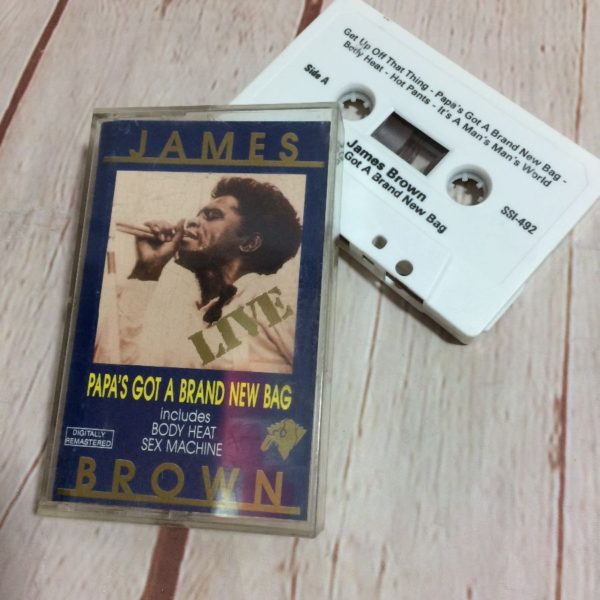 JAMES
LIVE
PAPA'S GOT A BRAND NEW BAG
includes
BODY HEAT
SEX MACHINE
DIGITALLY
REMASTERED
BROWN
Get Up Off That Thing - Papa's Got A Brand New Bag -
Body Heat - Hot Pants - It's A Man's Man's World
Side A
James Brown
Got A Brand New Bag
SSI-492